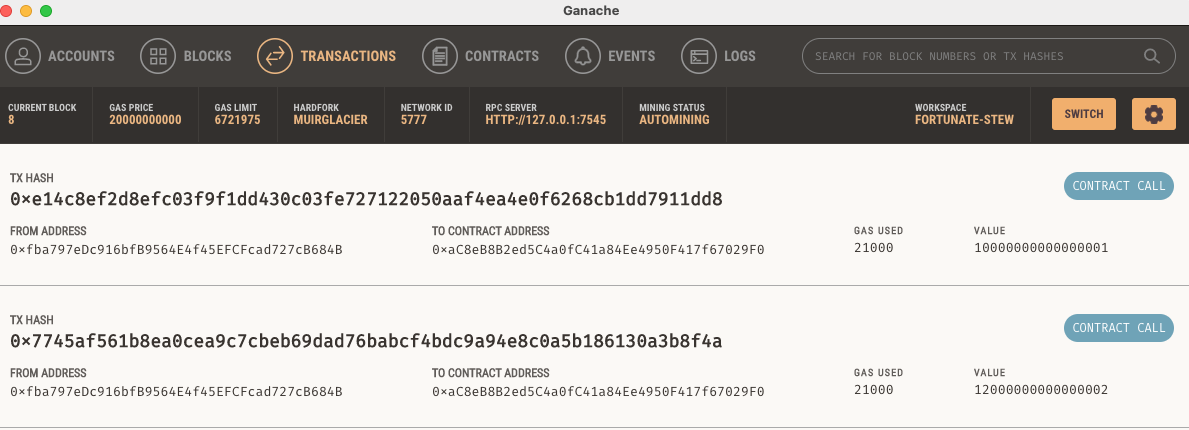 Ganache
ACCOUNTS BLOCKS TRANSACTIONS CONTRACTS EVENTS LOGS SEARCH FOR BLOCK NUMBERS OR TX HASHES
CURRENT BLOCK GAS PRICE GAS LIMIT HARDFORK NETWORK ID RPC SERVER MINING STATUS WORKSPACE
8 20000000000 6721975 MUIRGLACIER 5777 HTTP://127.0.0.1:7545 AUTOMINING FORTUNATE-STEW SWITCH
TX HASH
0×e14c8ef2d8efc03f9f1dd430c03fe727122050aaf4ea4e0f6268cb1dd7911dd8 CONTRACT CALL
FROM ADDRESS TO CONTRACT ADDRESS GAS USED VALUE
0×fba797eDc916bfB9564E4f45EFCFcad727cB684B 0×aC8eB8B2ed5C4a0fC41a84Ee4950F417f67029F0 21000 10000000000000001
TX HASH
0×7745af561b8ea0cea9c7cbeb69dad76babcf4bdc9a94e8c0a5b186130a3b8f4a CONTRACT CALL
FROM ADDRESS TO CONTRACT ADDRESS GAS USED VALUE
0×fba797eDc916bfB9564E4f45EFCFcad727cB684B 0×aC8eB8B2ed5C4a0fC41a84Ee4950F417f67029F0 21000 12000000000000002